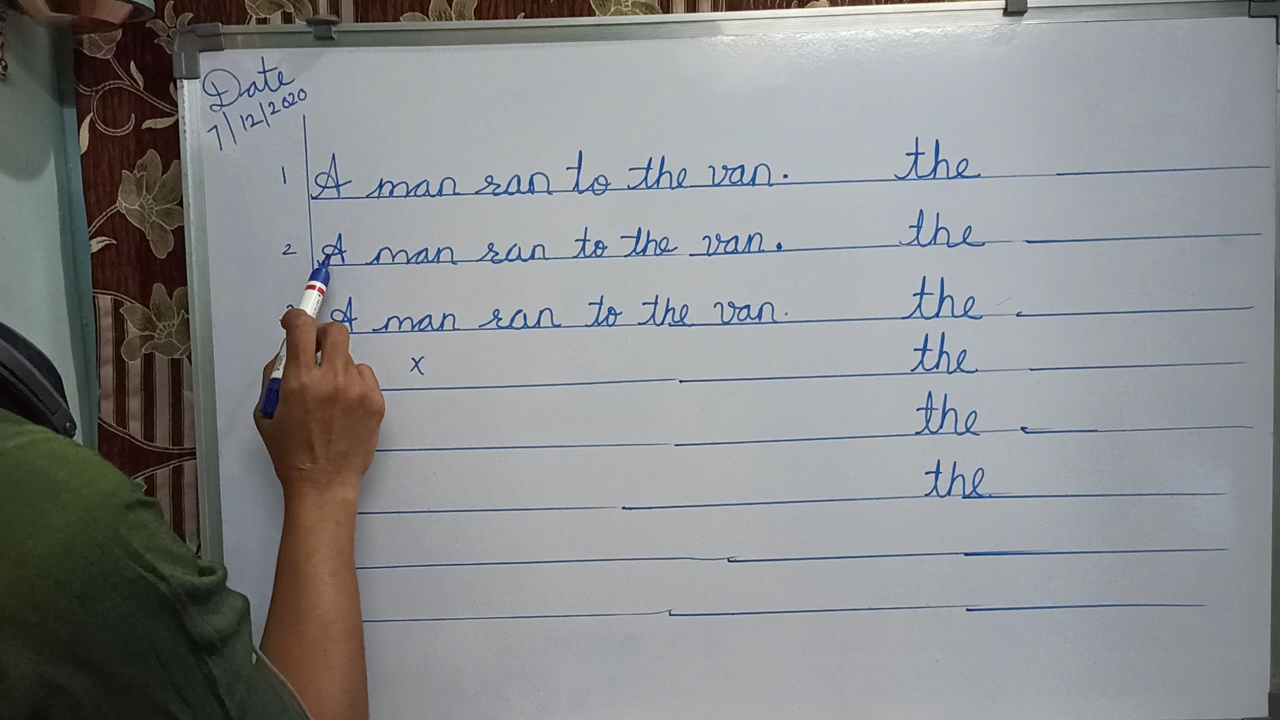 Date
7/12/2020
1 A man ran to the van. the
2 A man ran to the van. the
A man ran to the van. the
x the
the
the